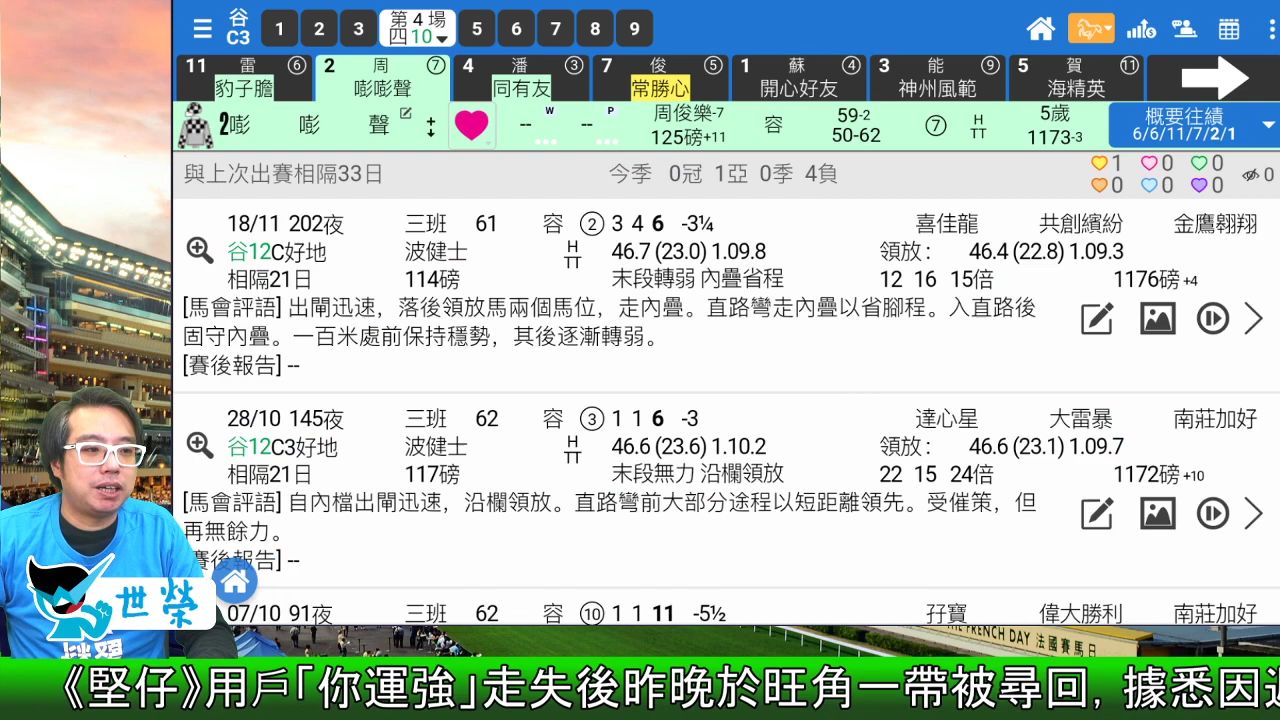 谷 C3 1 2 3 第4場 四10 5 6 7 8 9
11 雷 ⑥ 豹子膽
2 周 ⑦ 嘭嘭聲
4 潘 ③ 同有友
7 俊 ⑤ 常勝心
1 蘇 ④ 開心好友
3 能 ⑨ 神州風範
5 賀 ⑪ 海精英
2嘭 嘭 聲 W -- P -- 周俊樂-7 容 59-2 ⑦ H 5歲 概要往績
125磅+11 50-62 TT 1173-3 6/6/11/7/2/1
與上次出賽相隔33日 今季 0冠 1亞 0季 4負
1 0 0
0 0 0 0
18/11 202夜 三班 61 容 ② 3 4 6 -3¼ 喜佳龍 共創繽紛 金鷹翱翔
谷12C好地 波健士 H TT 46.7 (23.0) 1.09.8 領放: 46.4 (22.8) 1.09.3
相隔21日 114磅 末段轉弱 內疊省程 12 16 15倍 1176磅 +4
[馬會評語] 出閘迅速，落後領放馬兩個馬位，走內疊。直路彎走內疊以省腳程。入直路後
固守內疊。一百米處前保持穩勢，其後逐漸轉弱。
[賽後報告] --
28/10 145夜 三班 62 容 ③ 1 1 6 -3 達心星 大雷暴 南莊加好
谷12C3好地 波健士 H TT 46.6 (23.6) 1.10.2 領放: 46.6 (23.1) 1.09.7
相隔21日 117磅 末段無力 沿欄領放 22 15 24倍 1172磅 +10
[馬會評語] 自內檔出閘迅速，沿欄領放。直路彎前大部分途程以短距離領先。受催策，但
再無餘力。
賽後報告] --
07/10 91夜 三班 62 容 ⑩ 1 1 11 -5½ 孖寶 偉大勝利 南莊加好
世榮
THE FRENCH DAY 法國賽馬日
《堅仔》用戶「你運強」走失後昨晚於旺角一帶被尋回，據悉因